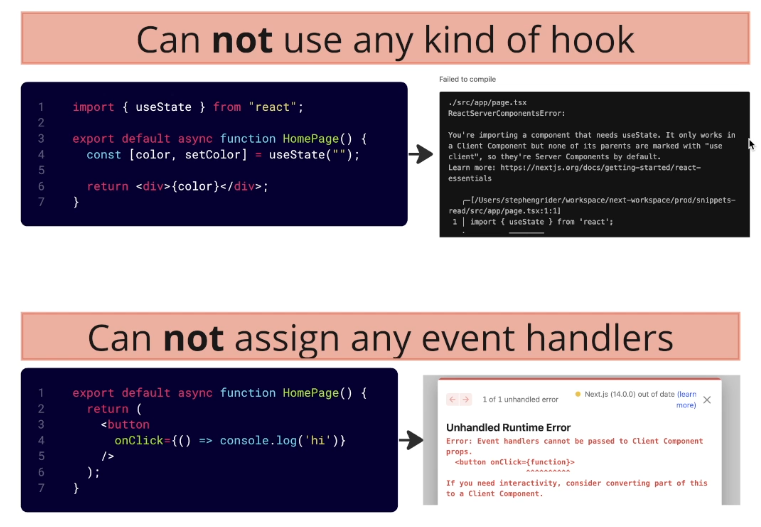 Can not use any kind of hook
1 import { useState } from "react";
2
3 export default async function HomePage() {
4 const [color, setColor] = useState("");
5
6 return <div>{color}</div>;
7 }
Failed to compile
./src/app/page.tsx
ReactServerComponentsError:
You're importing a component that needs useState. It only works in
a Client Component but none of its parents are marked with "use
client", so they're Server Components by default.
Learn more: https://nextjs.org/docs/getting-started/react-
essentials
╭─[/Users/stephengrider/workspace/next-workspace/prod/snippets-
read/src/app/page.tsx:1:1]
1 │ import { useState } from 'react';
Can not assign any event handlers
1 export default async function HomePage() {
2 return (
3 <button
4 onClick={() => console.log('hi')}
5 />
6 );
7 }
1 of 1 unhandled error
Next.js (14.0.0) out of date (learn
more)
Unhandled Runtime Error
Error: Event handlers cannot be passed to Client Component
props.
<button onClick={function}>
^^^^^^^^^^
If you need interactivity, consider converting part of this
to a Client Component.